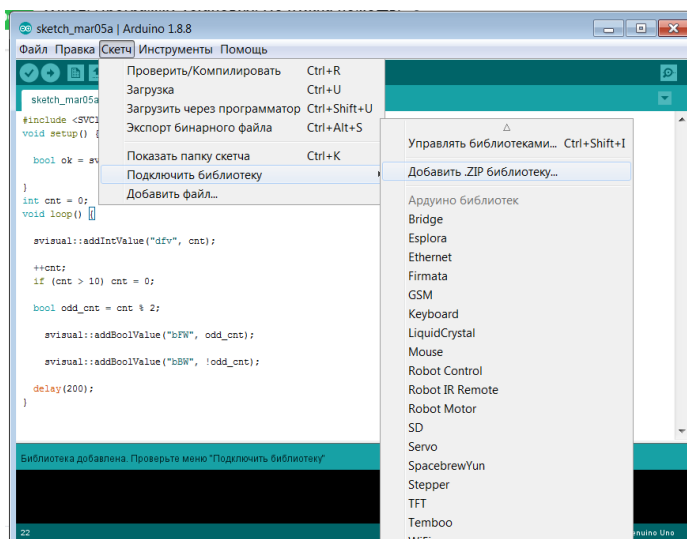 sketch_mar05a | Arduino 1.8.8
Файл Правка Скетч Инструменты Помощь
Проверить/Компилировать Ctrl+R
Загрузка Ctrl+U
Загрузить через программатор Ctrl+Shift+U
Экспорт бинарного файла Ctrl+Alt+S
Показать папку скетча Ctrl+K
Подключить библиотеку
Добавить файл...
Управлять библиотеками... Ctrl+Shift+I
Добавить .ZIP библиотеку...
Ардуино библиотек
Bridge
Esplora
Ethernet
Firmata
GSM
Keyboard
LiquidCrystal
Mouse
Robot Control
Robot IR Remote
Robot Motor
SD
Servo
SpacebrewYun
Stepper
TFT
Temboo
sketch_mar05a
#include <SVCl
void setup() {
bool ok = sv
}
int cnt = 0;
void loop() {
svisual::addIntValue("dfv", cnt);
++cnt;
if (cnt > 10) cnt = 0;
bool odd_cnt = cnt % 2;
svisual::addBoolValue("bFW", odd_cnt);
svisual::addBoolValue("bBW", !odd_cnt);
delay(200);
}
Библиотека добавлена. Проверьте меню "Подключить библиотеку"
22
nuino Uno